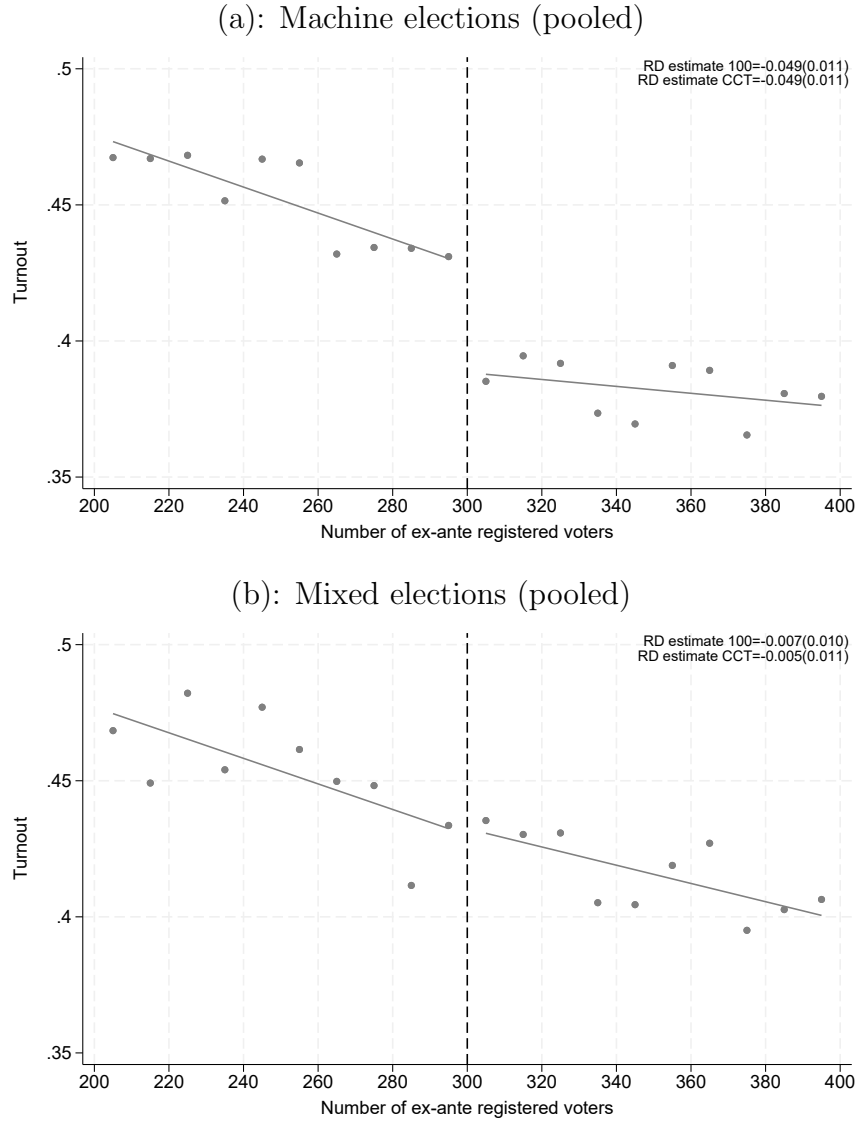 (a): Machine elections (pooled)
RD estimate 100=-0.049(0.011)
RD estimate CCT=-0.049(0.011)
.5
.45
.4
.35
Turnout
200 220 240 260 280 300 320 340 360 380 400
Number of ex-ante registered voters
(b): Mixed elections (pooled)
RD estimate 100=-0.007(0.010)
RD estimate CCT=-0.005(0.011)
.5
.45
.4
.35
Turnout
200 220 240 260 280 300 320 340 360 380 400
Number of ex-ante registered voters